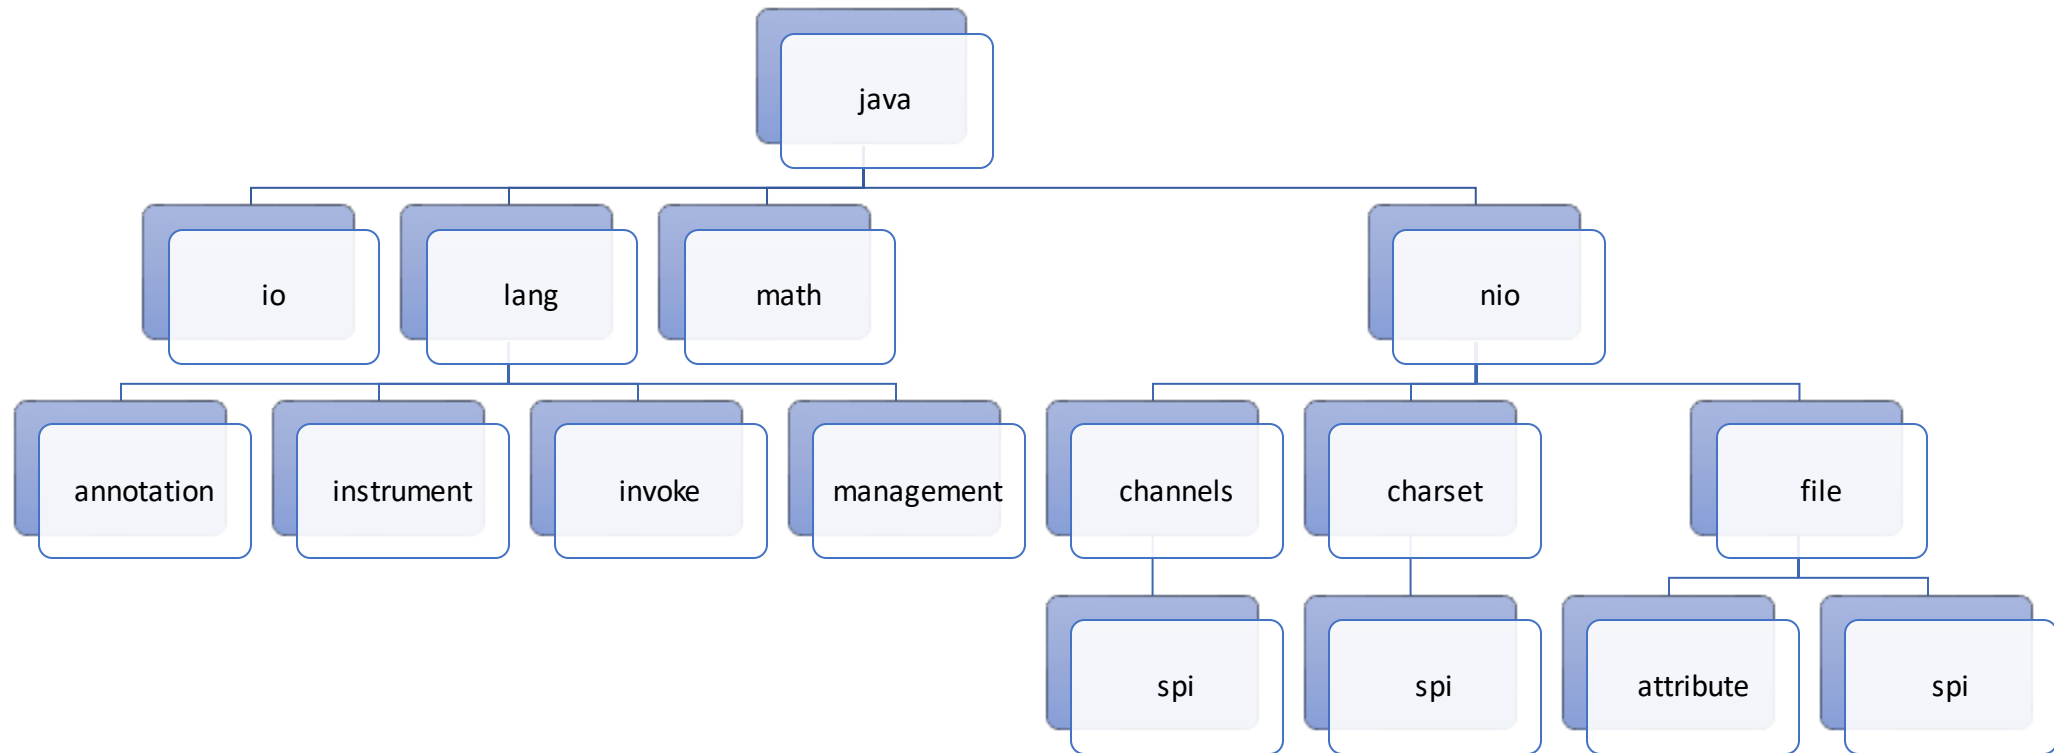 java
io
lang
math
nio
annotation
instrument
invoke
management
channels
charset
file
spi
spi
attribute
spi